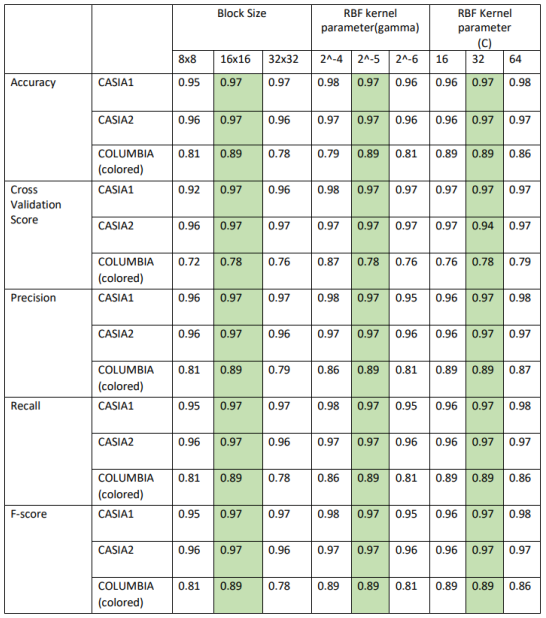 Block Size RBF kernel parameter(gamma) RBF Kernel parameter (C)
8x8 16x16 32x32 2^-4 2^-5 2^-6 16 32 64
Accuracy CASIA1 0.95 0.97 0.97 0.98 0.97 0.96 0.96 0.97 0.98
CASIA2 0.96 0.97 0.96 0.97 0.97 0.96 0.96 0.97 0.97
COLUMBIA (colored) 0.81 0.89 0.78 0.79 0.89 0.81 0.89 0.89 0.86
Cross Validation Score CASIA1 0.92 0.97 0.96 0.98 0.97 0.97 0.97 0.97 0.97
CASIA2 0.96 0.97 0.97 0.97 0.97 0.97 0.96 0.94 0.97
COLUMBIA (colored) 0.72 0.78 0.76 0.87 0.78 0.76 0.76 0.78 0.79
Precision CASIA1 0.96 0.97 0.97 0.98 0.97 0.95 0.96 0.97 0.98
CASIA2 0.96 0.97 0.96 0.97 0.97 0.96 0.96 0.97 0.97
COLUMBIA (colored) 0.81 0.89 0.79 0.86 0.89 0.81 0.89 0.89 0.87
Recall CASIA1 0.95 0.97 0.97 0.98 0.97 0.95 0.96 0.97 0.98
CASIA2 0.96 0.97 0.96 0.97 0.97 0.96 0.96 0.97 0.97
COLUMBIA (colored) 0.81 0.89 0.78 0.86 0.89 0.81 0.89 0.89 0.86
F-score CASIA1 0.95 0.97 0.97 0.98 0.97 0.95 0.96 0.97 0.98
CASIA2 0.96 0.97 0.96 0.97 0.97 0.96 0.96 0.97 0.97
COLUMBIA (colored) 0.81 0.89 0.78 0.89 0.89 0.81 0.89 0.89 0.86